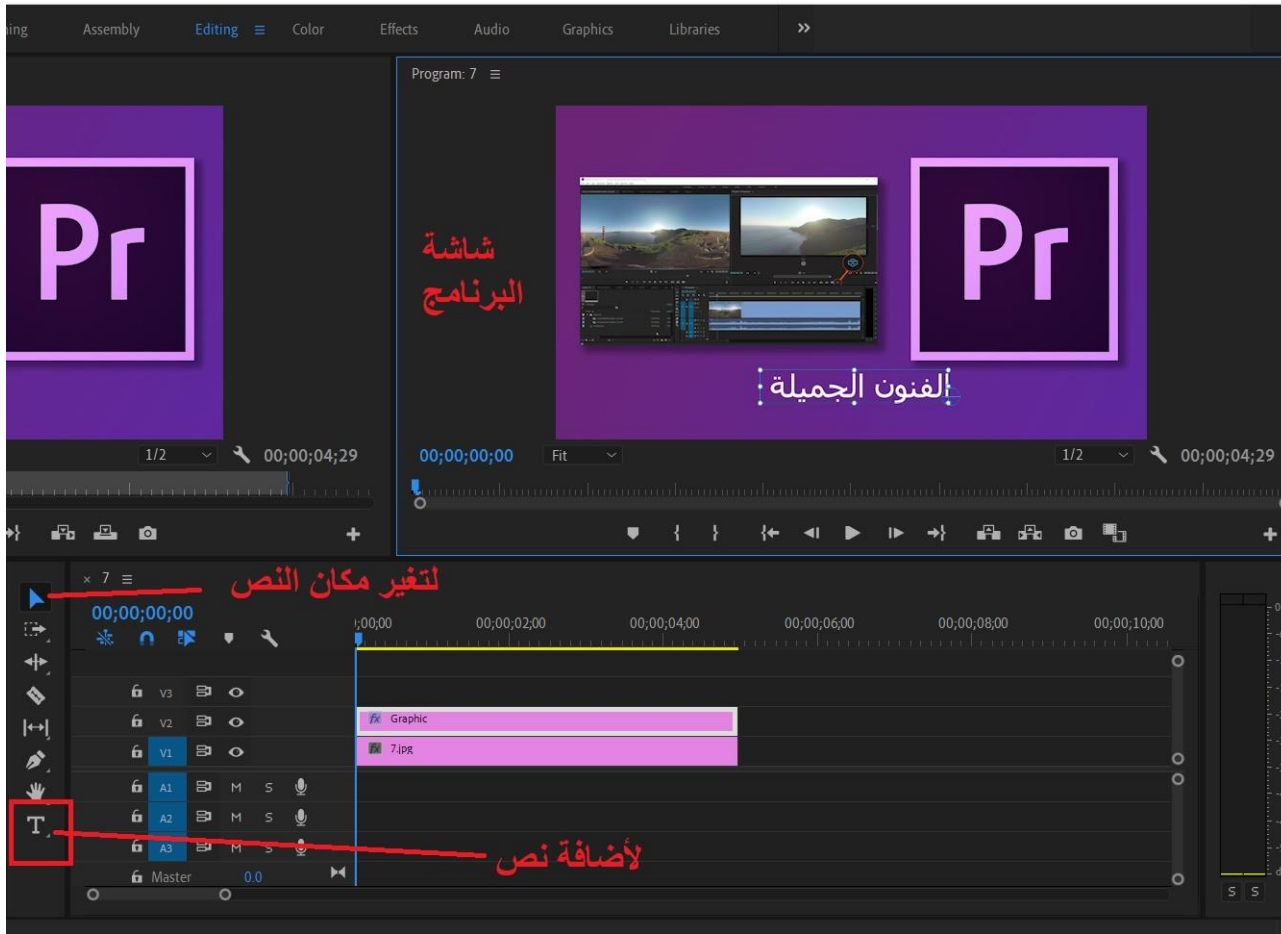 ning Assembly Editing Color Effects Audio Graphics Libraries »
Program: 7
Pr
Pr
شاشة
البرنامج
الفنون الجميلة
1/2 00;00;04;29
00;00;00;00 Fit 1/2 00;00;04;29
× 7
لتغير مكان النص
00;00;00;00
;00;00 00;00;02;00 00;00;04;00 00;00;06;00 00;00;08;00 00;00;10;00
V3
V2 fx Graphic
V1 fx 7.jpg
A1 M S
T A2 M S
A3 M S
لأضافة نص
Master 0.0
S S